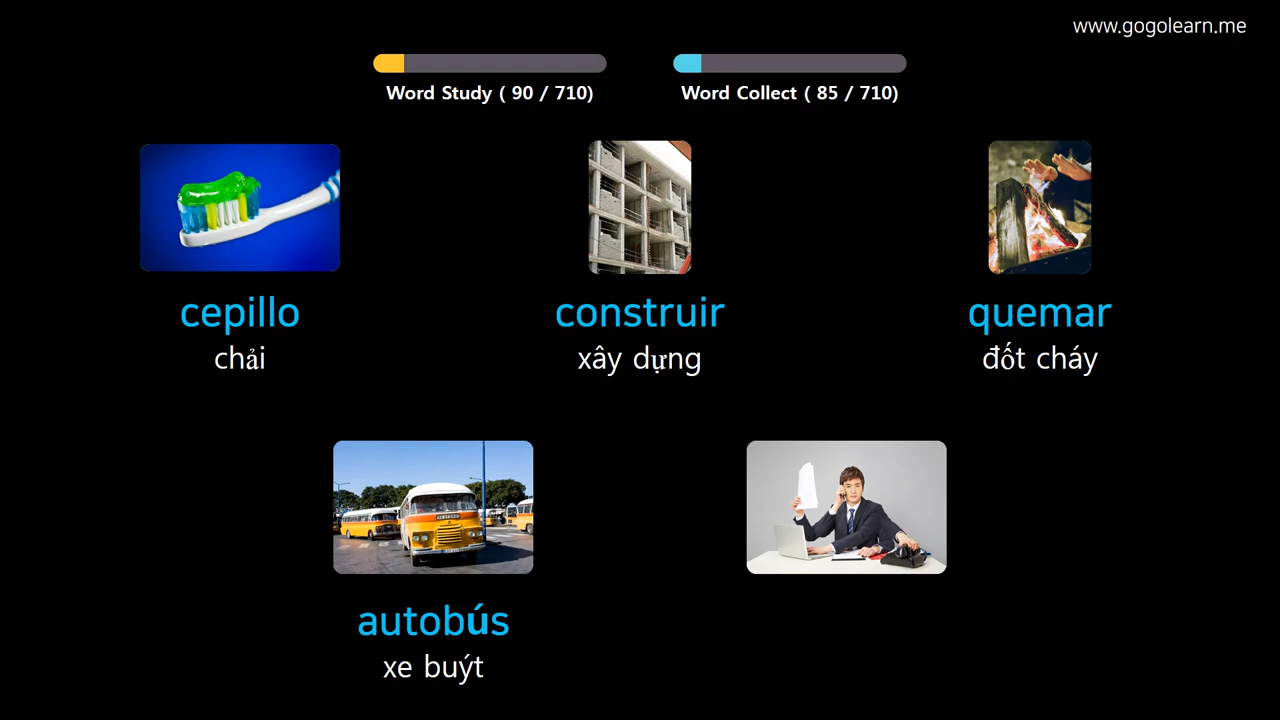 www.gogolearn.me
Word Study ( 90 / 710)
Word Collect ( 85 / 710)
cepillo
chải
construir
xây dựng
quemar
đốt cháy
autobús
xe buýt